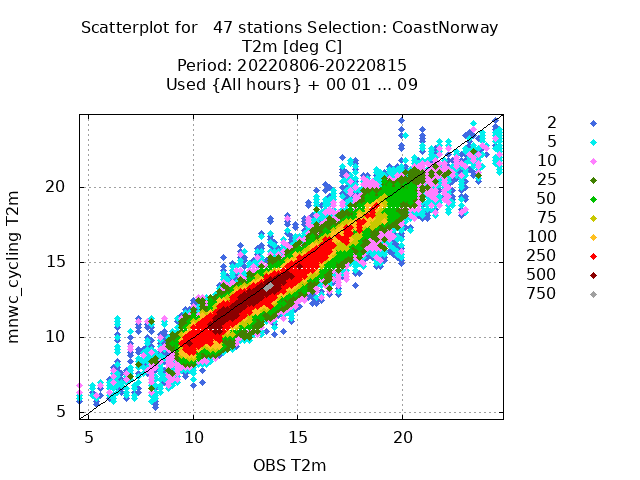 Scatterplot for   47 stations Selection: CoastNorway
T2m [deg C]
Period: 20220806-20220815
Used {All hours} + 00 01 ... 09
mnwc_cycling T2m
20
15
10
5
5 10 15 20
OBS T2m
2
5
10
25
50
75
100
250
500
750